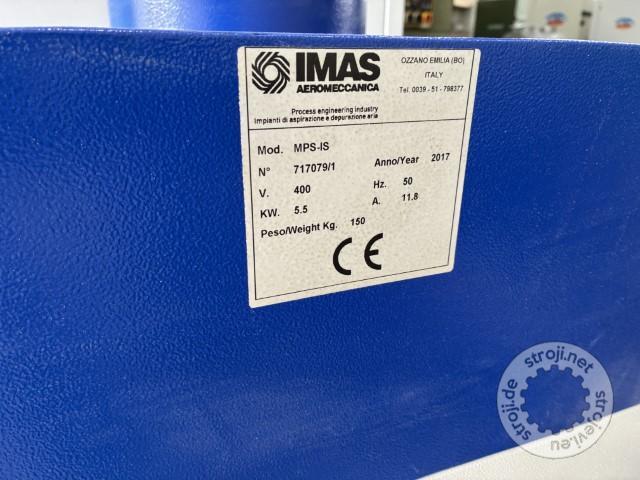 IMAS
AEROMECCANICA
OZZANO EMILIA (BO)
ITALY
Tel. 0039 - 51 - 798377
Process engineering industry
Impianti di aspirazione e depurazione aria
Mod. MPS-IS
N° 717079/1 Anno/Year 2017
V. 400 Hz. 50
KW. 5.5 A. 11.8
Peso/Weight Kg. 150
CE
stroji.net
stroji.de
strojevi.eu